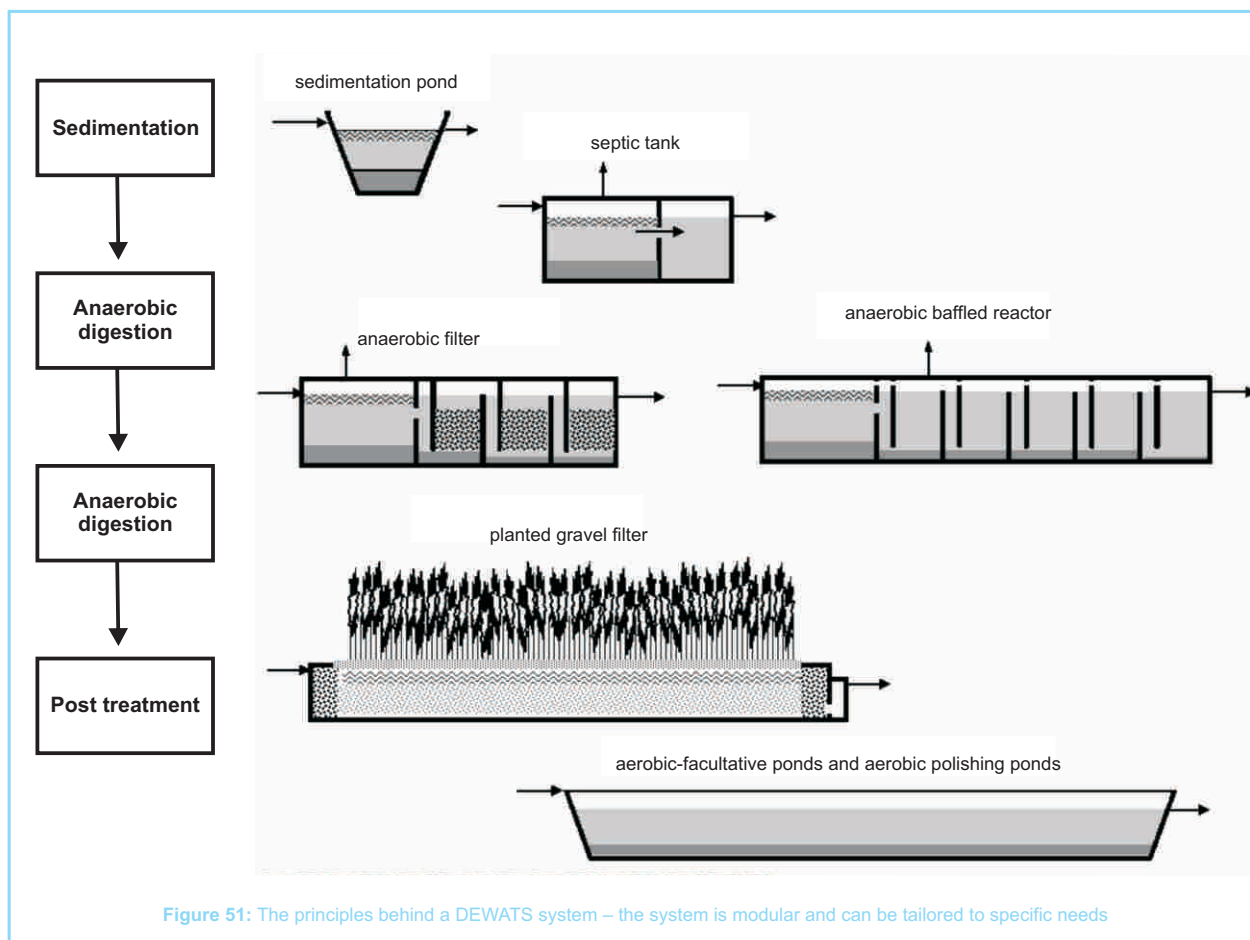 Sedimentation
Anaerobic
digestion
Anaerobic
digestion
Post treatment
sedimentation pond
septic tank
anaerobic filter
anaerobic baffled reactor
planted gravel filter
aerobic-facultative ponds and aerobic polishing ponds
Figure 51: The principles behind a DEWATS system – the system is modular and can be tailored to specific needs